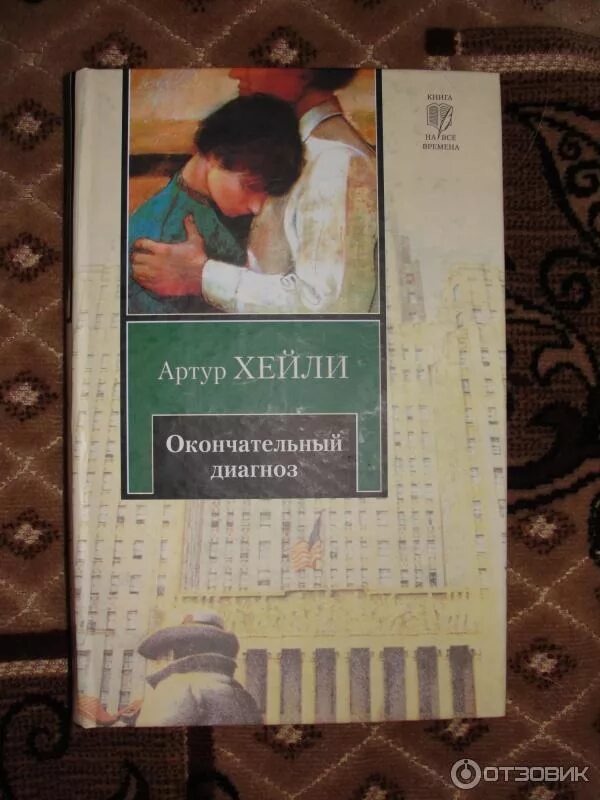 КНИГА
НА ВСЕ
ВРЕМЕНА
Артур ХЕЙЛИ
Окончательный
диагноз
ОТЗОВИК